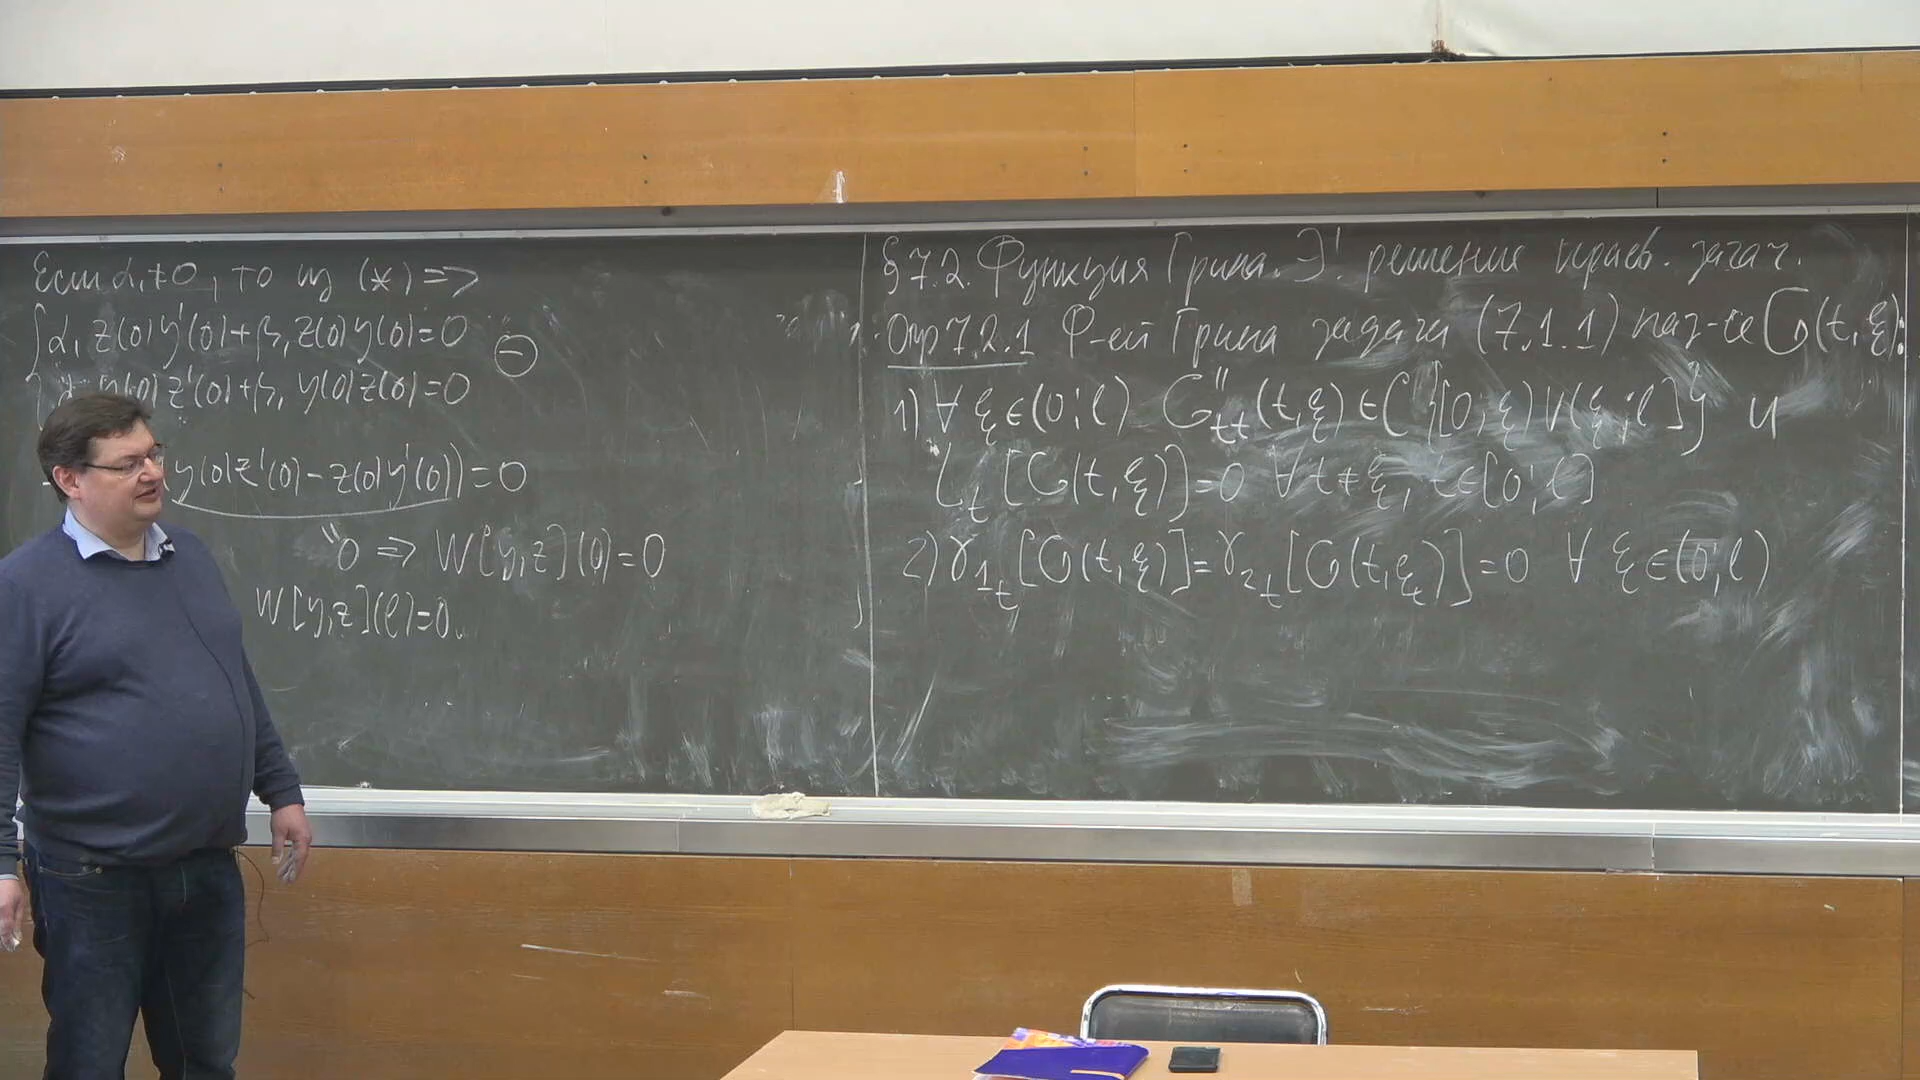 Если α₁≠0, то из (*) =>
{ α₁ z(0) y'(0) + β₁ z(0) y(0) = 0
y(0) z'(0) + β₁ y(0) z(0) = 0
⊖
(y(0) z'(0) − z(0) y'(0)) = 0
"0 => W[y,z](0) = 0
W[y,z](l) = 0.
§7.2. Функция Грина. ∃! решения краев. задач.
Опр 7.2.1 Ф-ей Грина задачи (7.1.1) наз-ся G(t,ξ):
1) ∀ ξ∈(0;l) G''ₜₜ(t,ξ) ∈ C{[0;ξ)∪(ξ;l]} и
Lₜ[G(t,ξ)] = 0 ∀ t≠ξ, t∈[0;l]
2) γ₁ₜ[G(t,ξ)] = γ₂ₜ[G(t,ξ)] = 0 ∀ ξ∈(0;l)